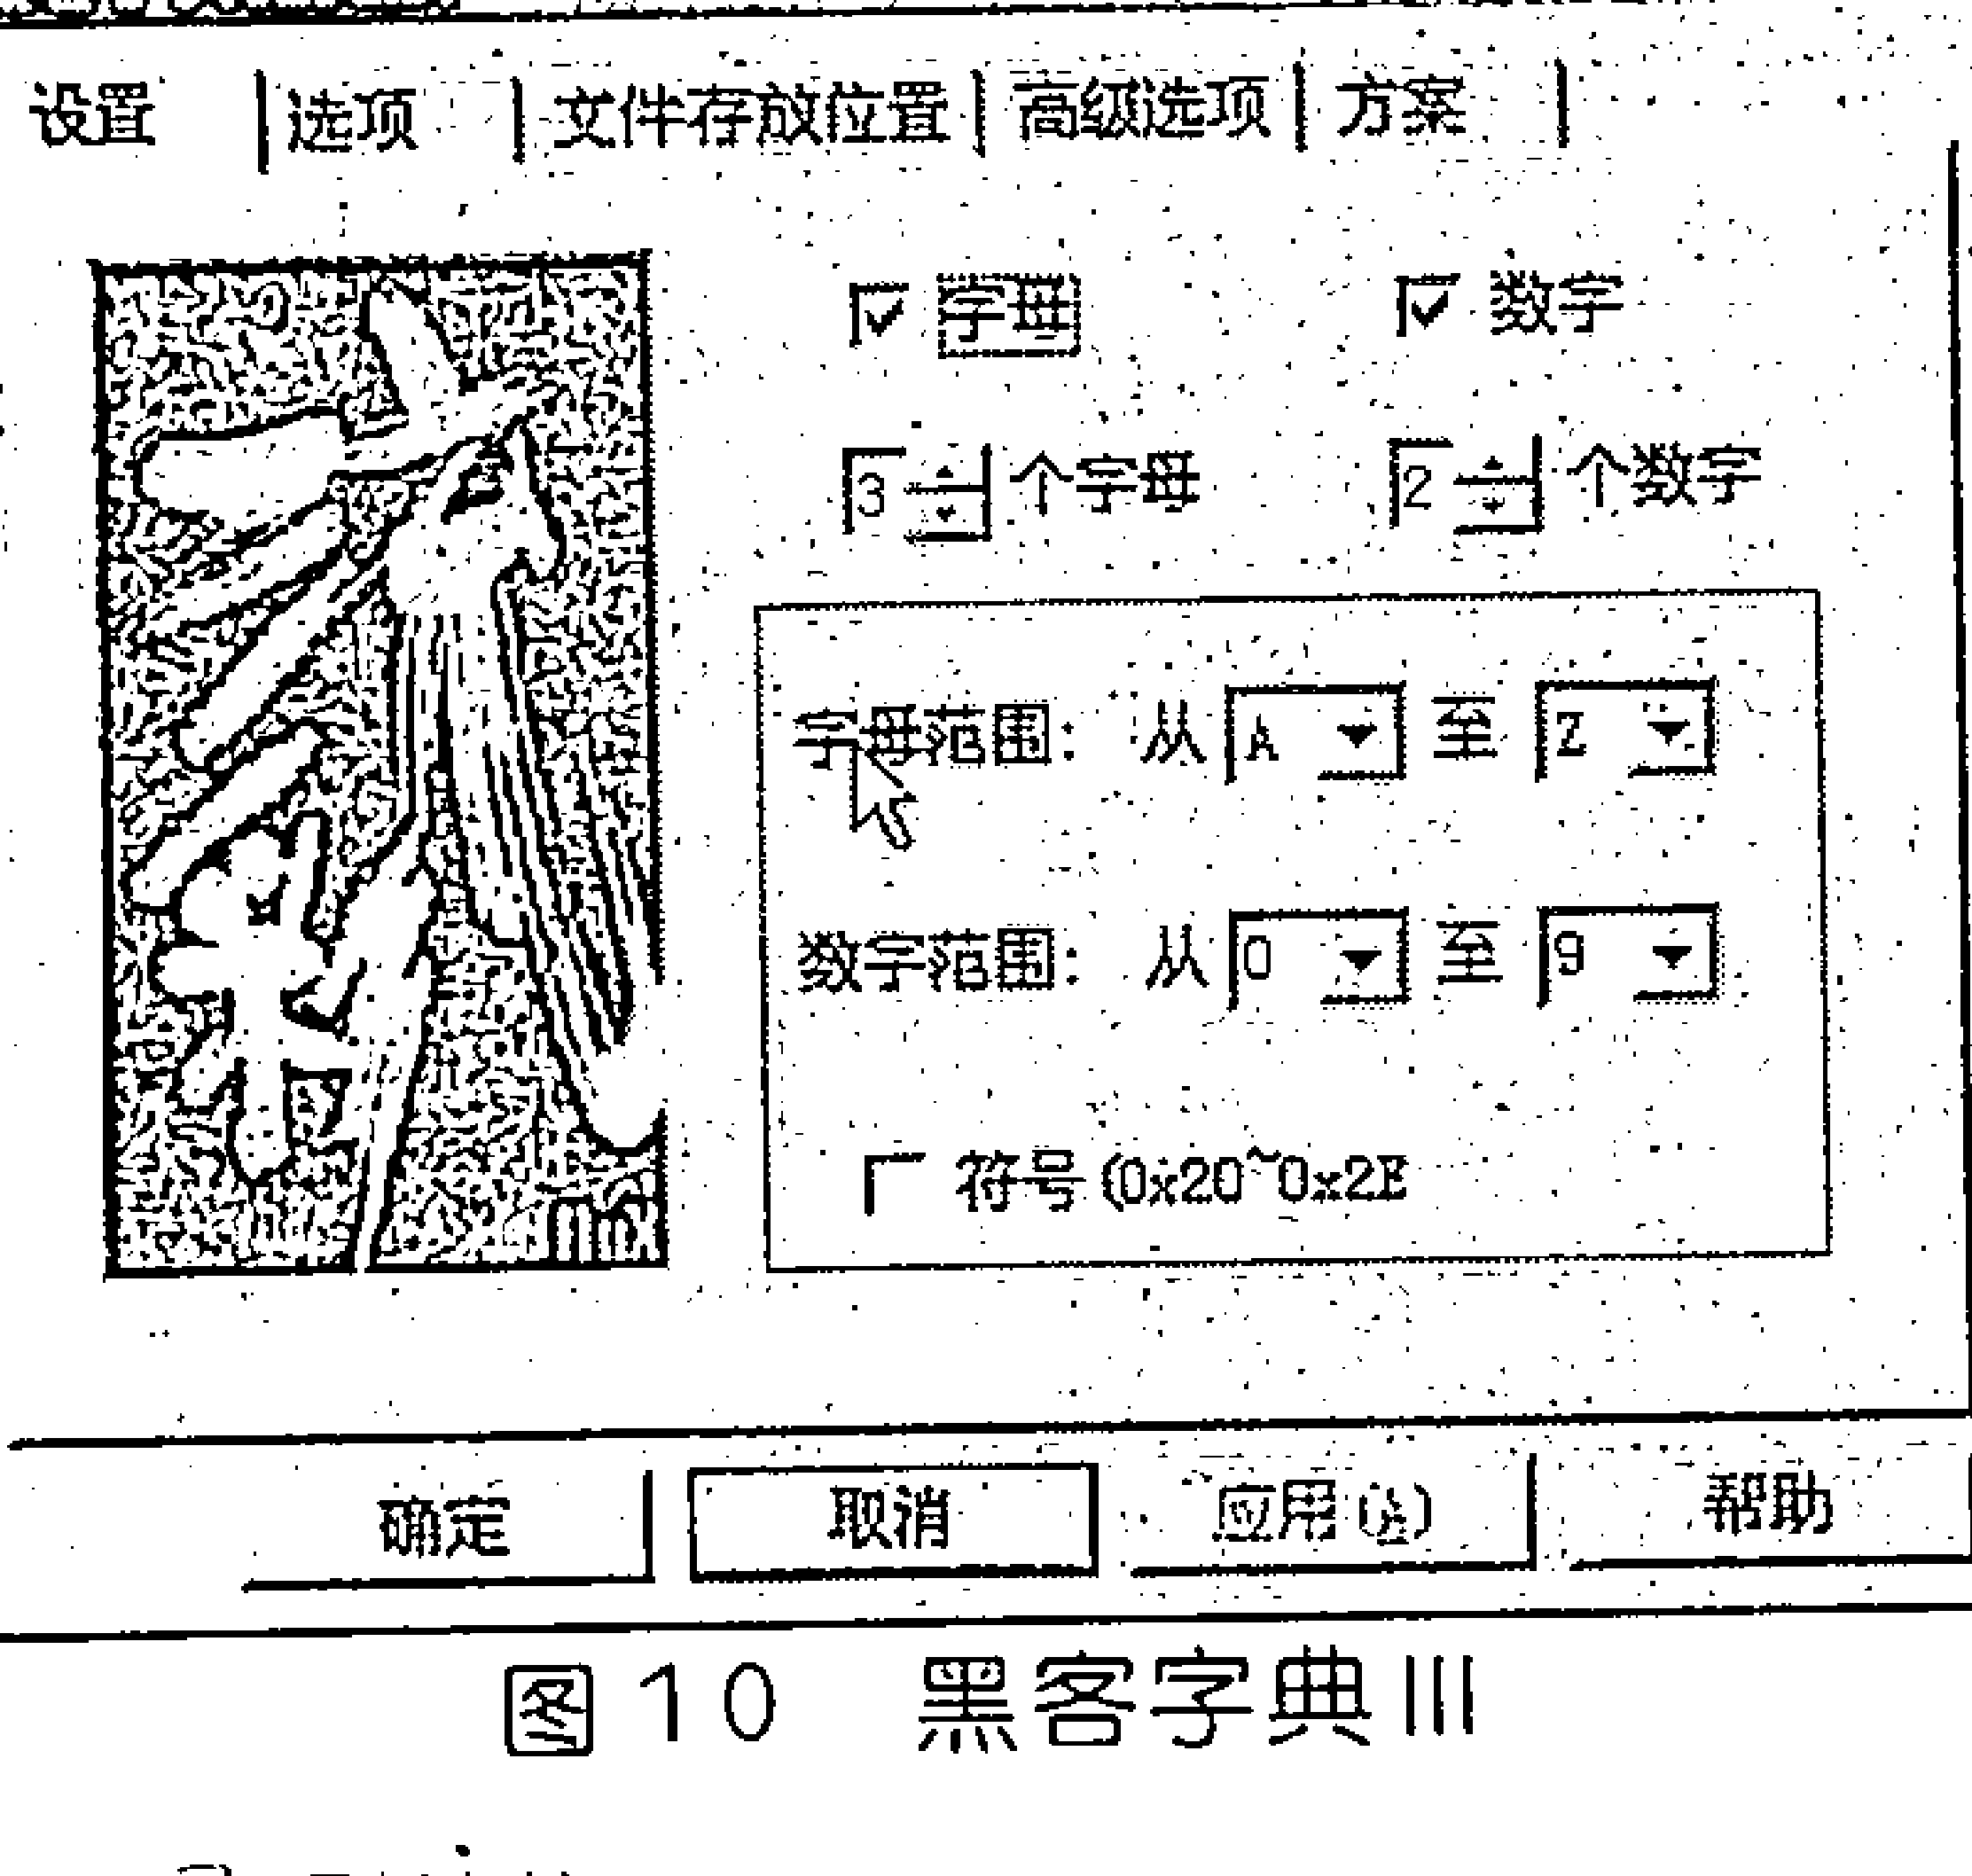 设置 选项 文件存放位置 高级选项 方案
字母 数字
3 个字母 2 个数字
字母范围: 从 A 至 Z
数字范围: 从 0 至 9
符号(0x20~0x2E
确定 取消 应用(A) 帮助
图10 黑客字典III